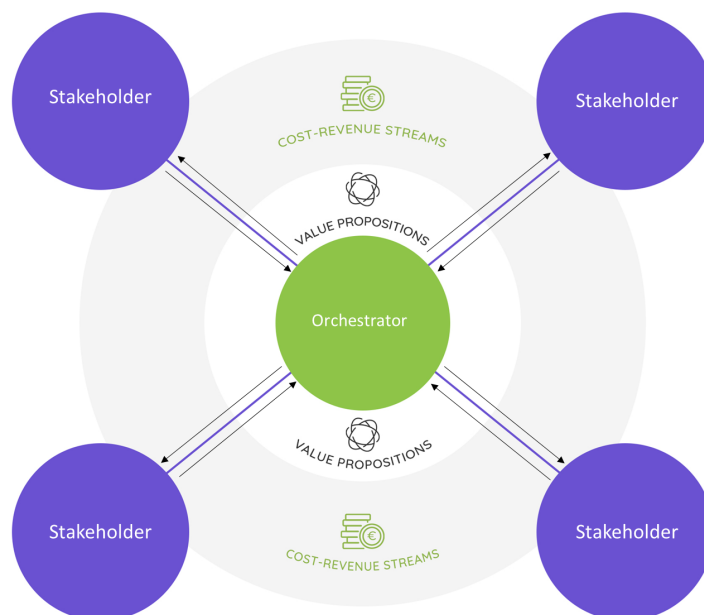 Stakeholder
Stakeholder
COST-REVENUE STREAMS
VALUE PROPOSITIONS
Orchestrator
VALUE PROPOSITIONS
Stakeholder
Stakeholder
COST-REVENUE STREAMS